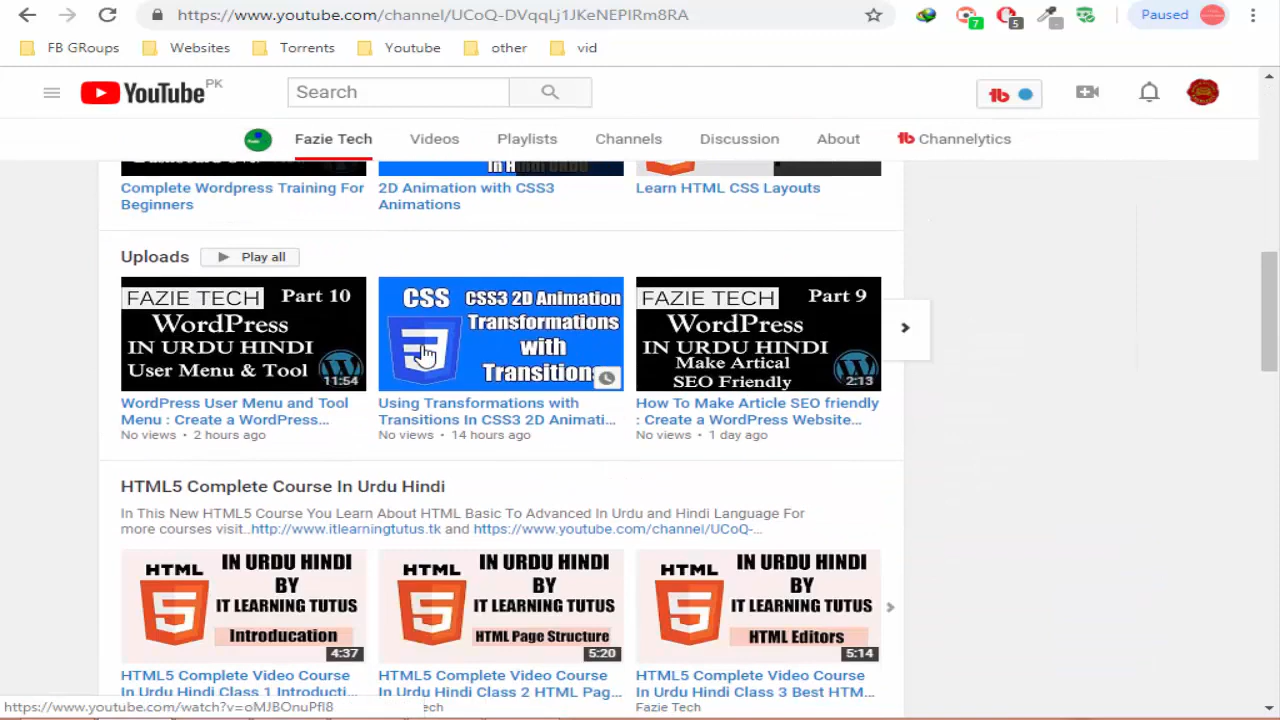 https://www.youtube.com/channel/UCoQ-DVqqLj1JKeNEPIRm8RA
7
5
-
Paused
FB GRoups
Websites
Torrents
Youtube
other
vid
YouTube PK
Search
Fazie Tech
Videos
Playlists
Channels
Discussion
About
Channelytics
Complete Wordpress Training For
Beginners
2D Animation with CSS3
Animations
Learn HTML CSS Layouts
Uploads
Play all
FAZIE TECH Part 10
WordPress
IN URDU HINDI
User Menu & Tool
11:54
CSS CSS3 2D Animation
Transformations
with
Transition
FAZIE TECH Part 9
WordPress
IN URDU HINDI
Make Artical
SEO Friendly
2:13
WordPress User Menu and Tool
Menu : Create a WordPress...
No views • 2 hours ago
Using Transformations with
Transitions In CSS3 2D Animati...
No views • 14 hours ago
How To Make Article SEO friendly
: Create a WordPress Website...
No views • 1 day ago
HTML5 Complete Course In Urdu Hindi
In This New HTML5 Course You Learn About HTML Basic To Advanced In Urdu and Hindi Language For
more courses visit..http://www.itlearningtutus.tk and https://www.youtube.com/channel/UCoQ-...
HTML
5
IN URDU HINDI
BY
IT LEARNING TUTUS
Introducation
4:37
HTML
5
IN URDU HINDI
BY
IT LEARNING TUTUS
HTML Page Structure
5:20
HTML
5
IN URDU HINDI
BY
IT LEARNING TUTUS
HTML Editors
5:14
HTML5 Complete Video Course
In Urdu Hindi Class 1 Introducti...
HTML5 Complete Video Course
In Urdu Hindi Class 2 HTML Pag...
HTML5 Complete Video Course
In Urdu Hindi Class 3 Best HTM...
Fazie Tech
https://www.youtube.com/watch?v=oMJBOnuPfI8
ech